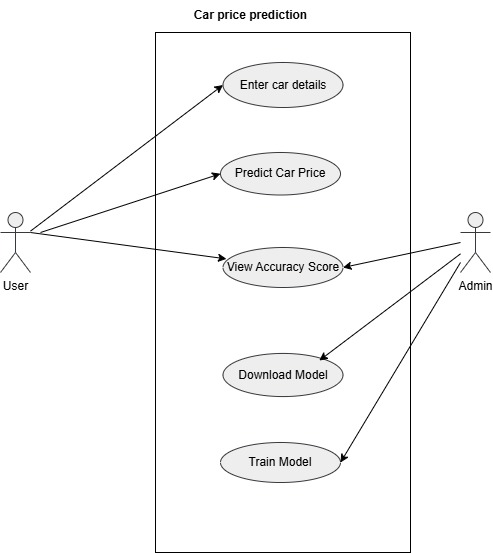 Car price prediction
Enter car details
Predict Car Price
View Accuracy Score
User
Admin
Download Model
Train Model